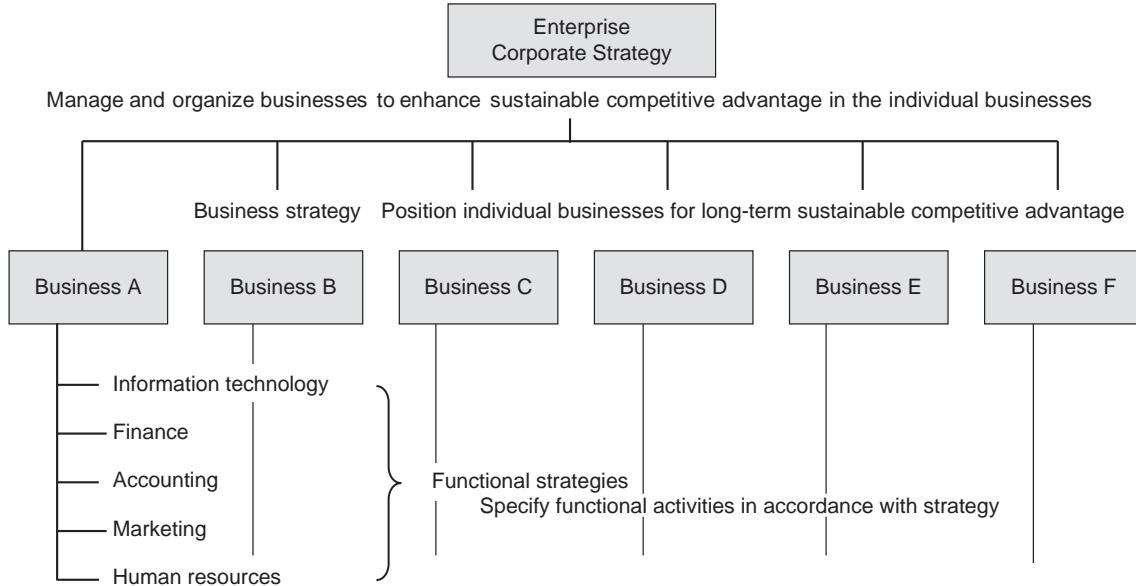 Enterprise
Corporate Strategy
Manage and organize businesses to enhance sustainable competitive advantage in the individual businesses
Business strategy Position individual businesses for long-term sustainable competitive advantage
Business A Business B Business C Business D Business E Business F
Information technology
Finance
Accounting
Functional strategies
Specify functional activities in accordance with strategy
Marketing
Human resources